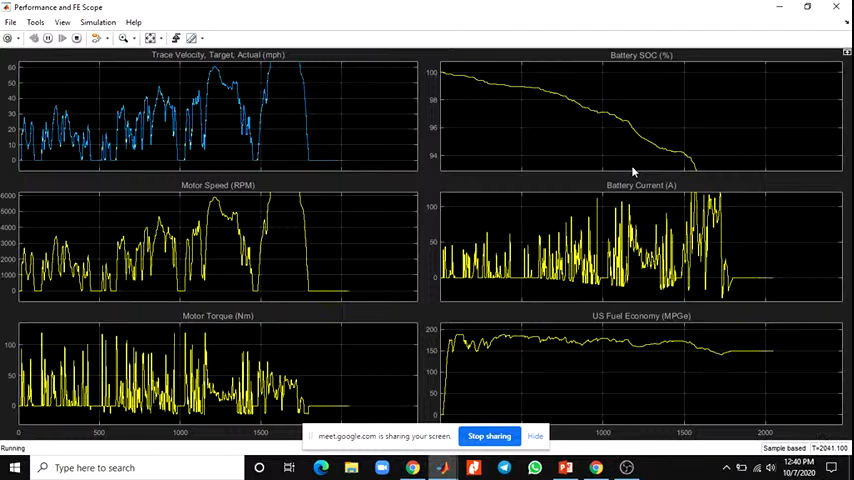 Performance and FE Scope
File Tools View Simulation Help
Trace Velocity, Target, Actual (mph)
60
50
40
30
20
10
0
Battery SOC (%)
100
98
96
94
Motor Speed (RPM)
6000
5000
4000
3000
2000
1000
0
Battery Current (A)
100
50
0
Motor Torque (Nm)
100
50
0
0 500 1000 1500
US Fuel Economy (MPGe)
200
150
100
50
0
1000 1500 2000
meet.google.com is sharing your screen. Stop sharing Hide
Running
Sample based T=2041.100
Type here to search
12:40 PM
10/7/2020